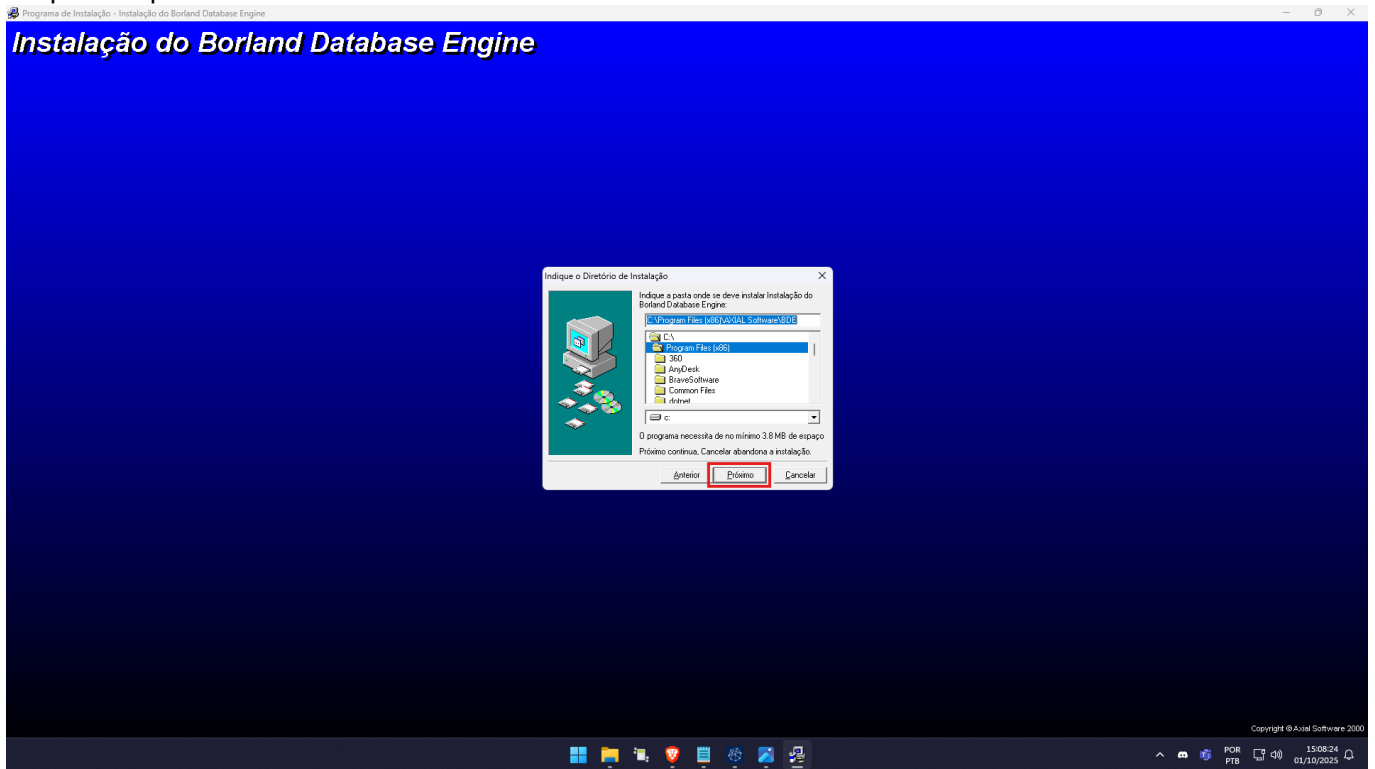 Programa de Instalação - Instalação do Borland Database Engine
Instalação do Borland Database Engine
Indique o Diretório de Instalação
Indique a pasta onde se deve instalar Instalação do
Borland Database Engine:
C:\Program Files (x86)\AXIAL Software\BDE
C:\
Program Files (x86)
360
AnyDesk
BraveSoftware
Common Files
dotnet
c:
O programa necessita de no mínimo 3.8 MB de espaço
Próximo continua, Cancelar abandona a instalação.
Anterior
Próximo
Cancelar
Copyright © Axial Software 2000
POR
PTB
15:08:24
01/10/2025